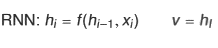 RNN: hᵢ = f(hᵢ₋₁, xᵢ) v = hₗ